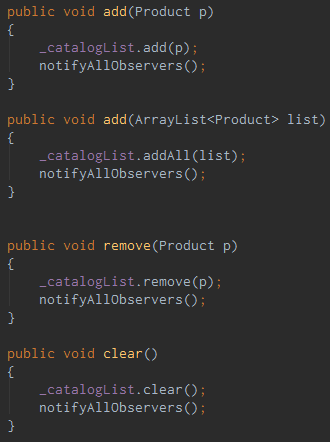 public void add(Product p)
{
    _catalogList.add(p);
    notifyAllObservers();
}
public void add(ArrayList<Product> list)
{
    _catalogList.addAll(list);
    notifyAllObservers();
}
public void remove(Product p)
{
    _catalogList.remove(p);
    notifyAllObservers();
}
public void clear()
{
    _catalogList.clear();
    notifyAllObservers();
}